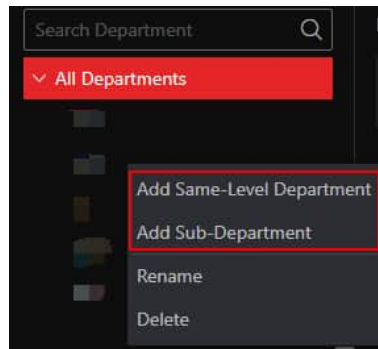 Search Department
All Departments
Add Same-Level Department
Add Sub-Department
Rename
Delete